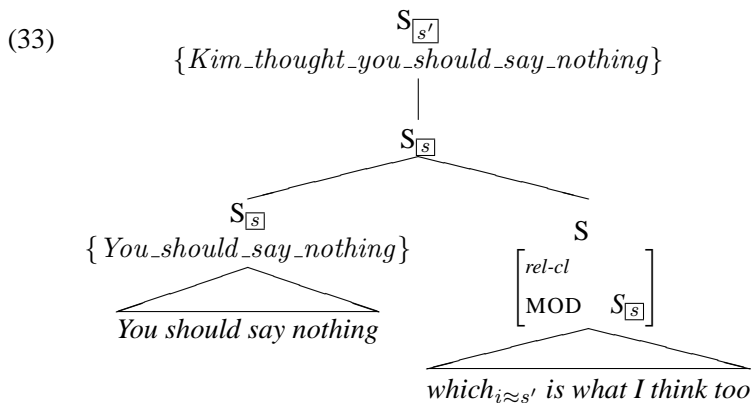 (33)
S[s′]
{Kim_thought_you_should_say_nothing}
S[s]
S[s]
{You_should_say_nothing}
S
rel-cl
MOD S[s]
You should say nothing
which i≈s′ is what I think too